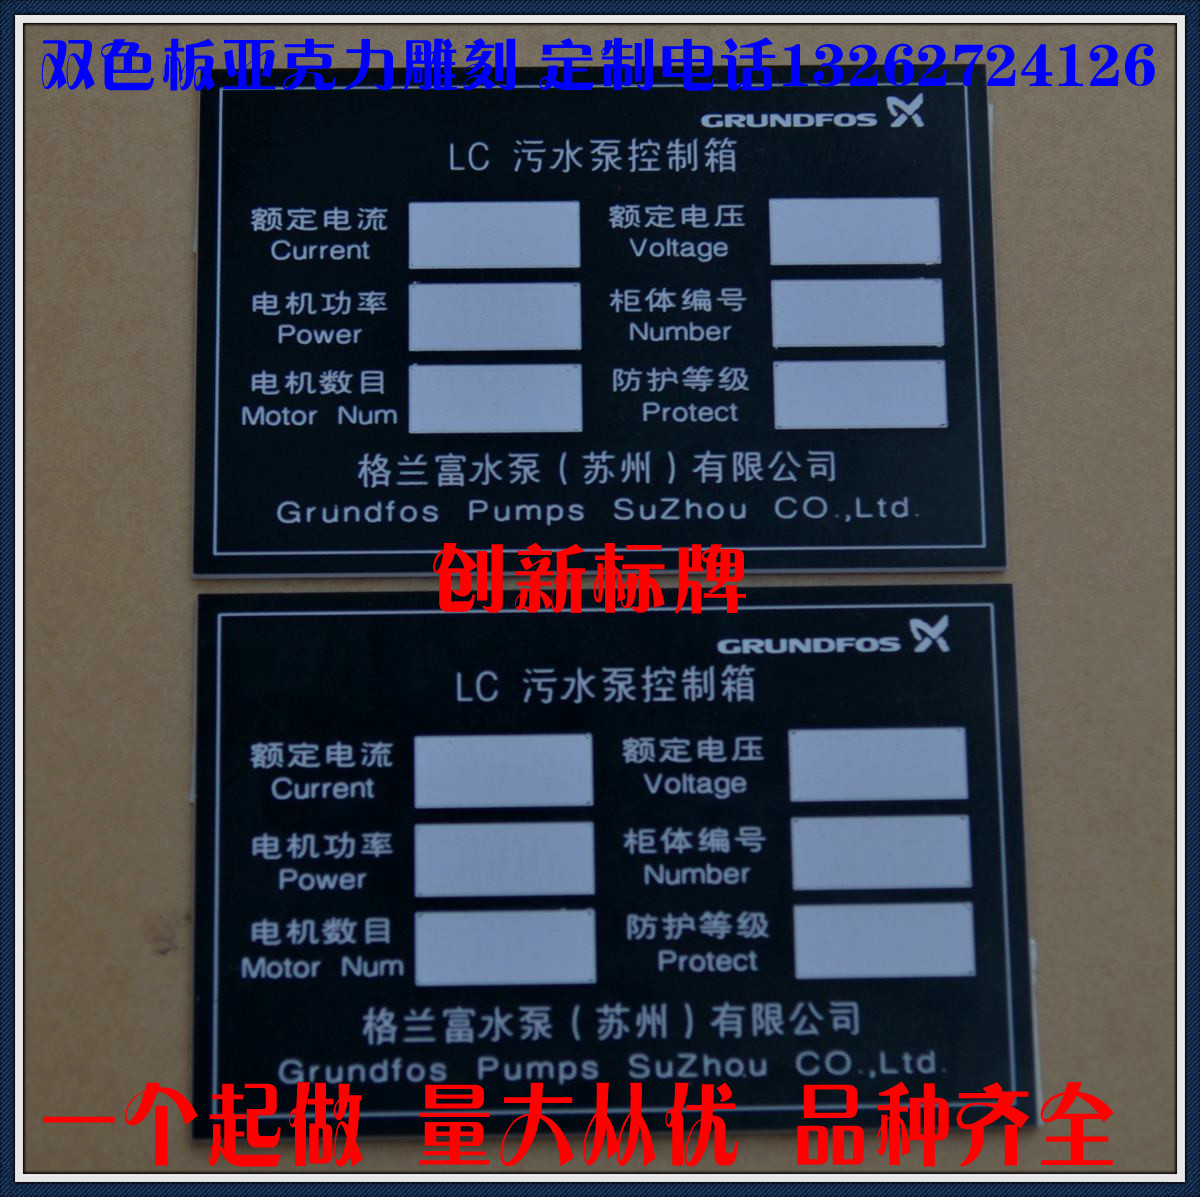 双色板亚克力雕刻 定制电话13262724126
GRUNDFOS
LC 污水泵控制箱
额定电流 额定电压
Current Voltage
电机功率 柜体编号
Power Number
电机数目 防护等级
Motor Num Protect
格兰富水泵（苏州）有限公司
Grundfos Pumps SuZhou CO.,Ltd.
创新标牌
GRUNDFOS
LC 污水泵控制箱
额定电流 额定电压
Current Voltage
电机功率 柜体编号
Power Number
电机数目 防护等级
Motor Num Protect
格兰富水泵（苏州）有限公司
Grundfos Pumps SuZhou CO.,Ltd.
一个起做 量大从优 品种齐全